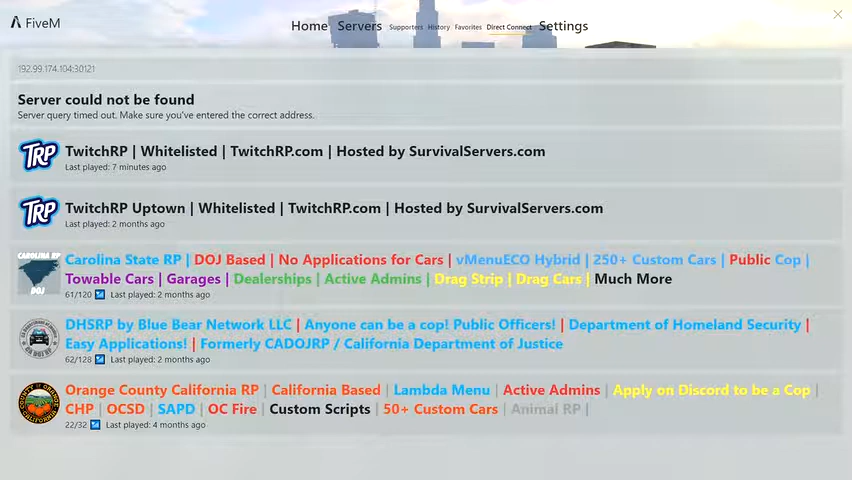 FiveM
Home Servers Supporters History Favorites Direct Connect Settings
192.99.174.104:30121
Server could not be found
Server query timed out. Make sure you've entered the correct address.
TRP
TwitchRP | Whitelisted | TwitchRP.com | Hosted by SurvivalServers.com
Last played: 7 minutes ago
TRP
TwitchRP Uptown | Whitelisted | TwitchRP.com | Hosted by SurvivalServers.com
Last played: 2 months ago
CAROLINA RP
DOJ
Carolina State RP | DOJ Based | No Applications for Cars | vMenuECO Hybrid | 250+ Custom Cars | Public Cop |
Towable Cars | Garages | Dealerships | Active Admins | Drag Strip | Drag Cars | Much More
61/120 Last played: 2 months ago
DHSRP by Blue Bear Network LLC | Anyone can be a cop! Public Officers! | Department of Homeland Security |
Easy Applications! | Formerly CADOJRP / California Department of Justice
62/128 Last played: 2 months ago
Orange County California RP | California Based | Lambda Menu | Active Admins | Apply on Discord to be a Cop |
CHP | OCSD | SAPD | OC Fire | Custom Scripts | 50+ Custom Cars | Animal RP |
22/32 Last played: 4 months ago